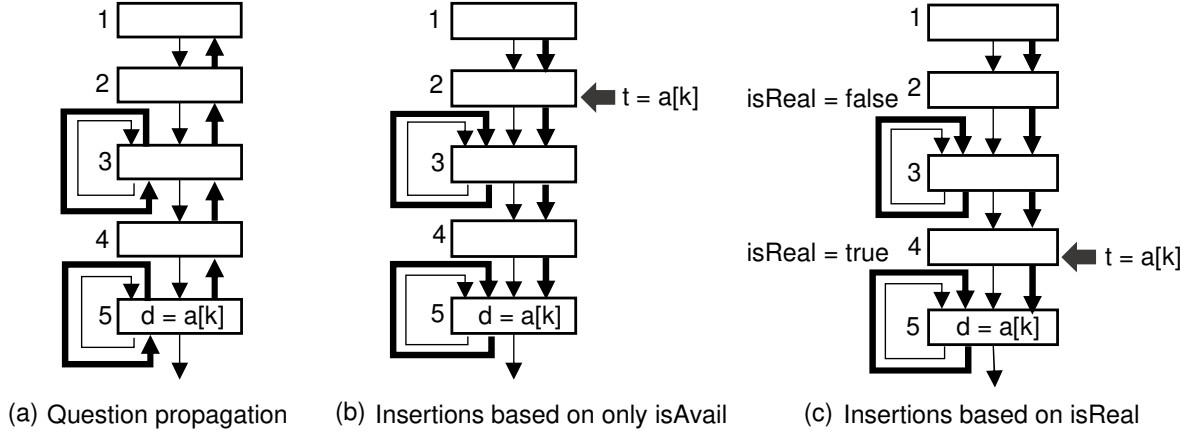 1
2
3
4
5 d = a[k]
(a) Question propagation
1
2
t = a[k]
3
4
5 d = a[k]
(b) Insertions based on only isAvail
1
2
isReal = false
3
isReal = true
4
t = a[k]
5 d = a[k]
(c) Insertions based on isReal